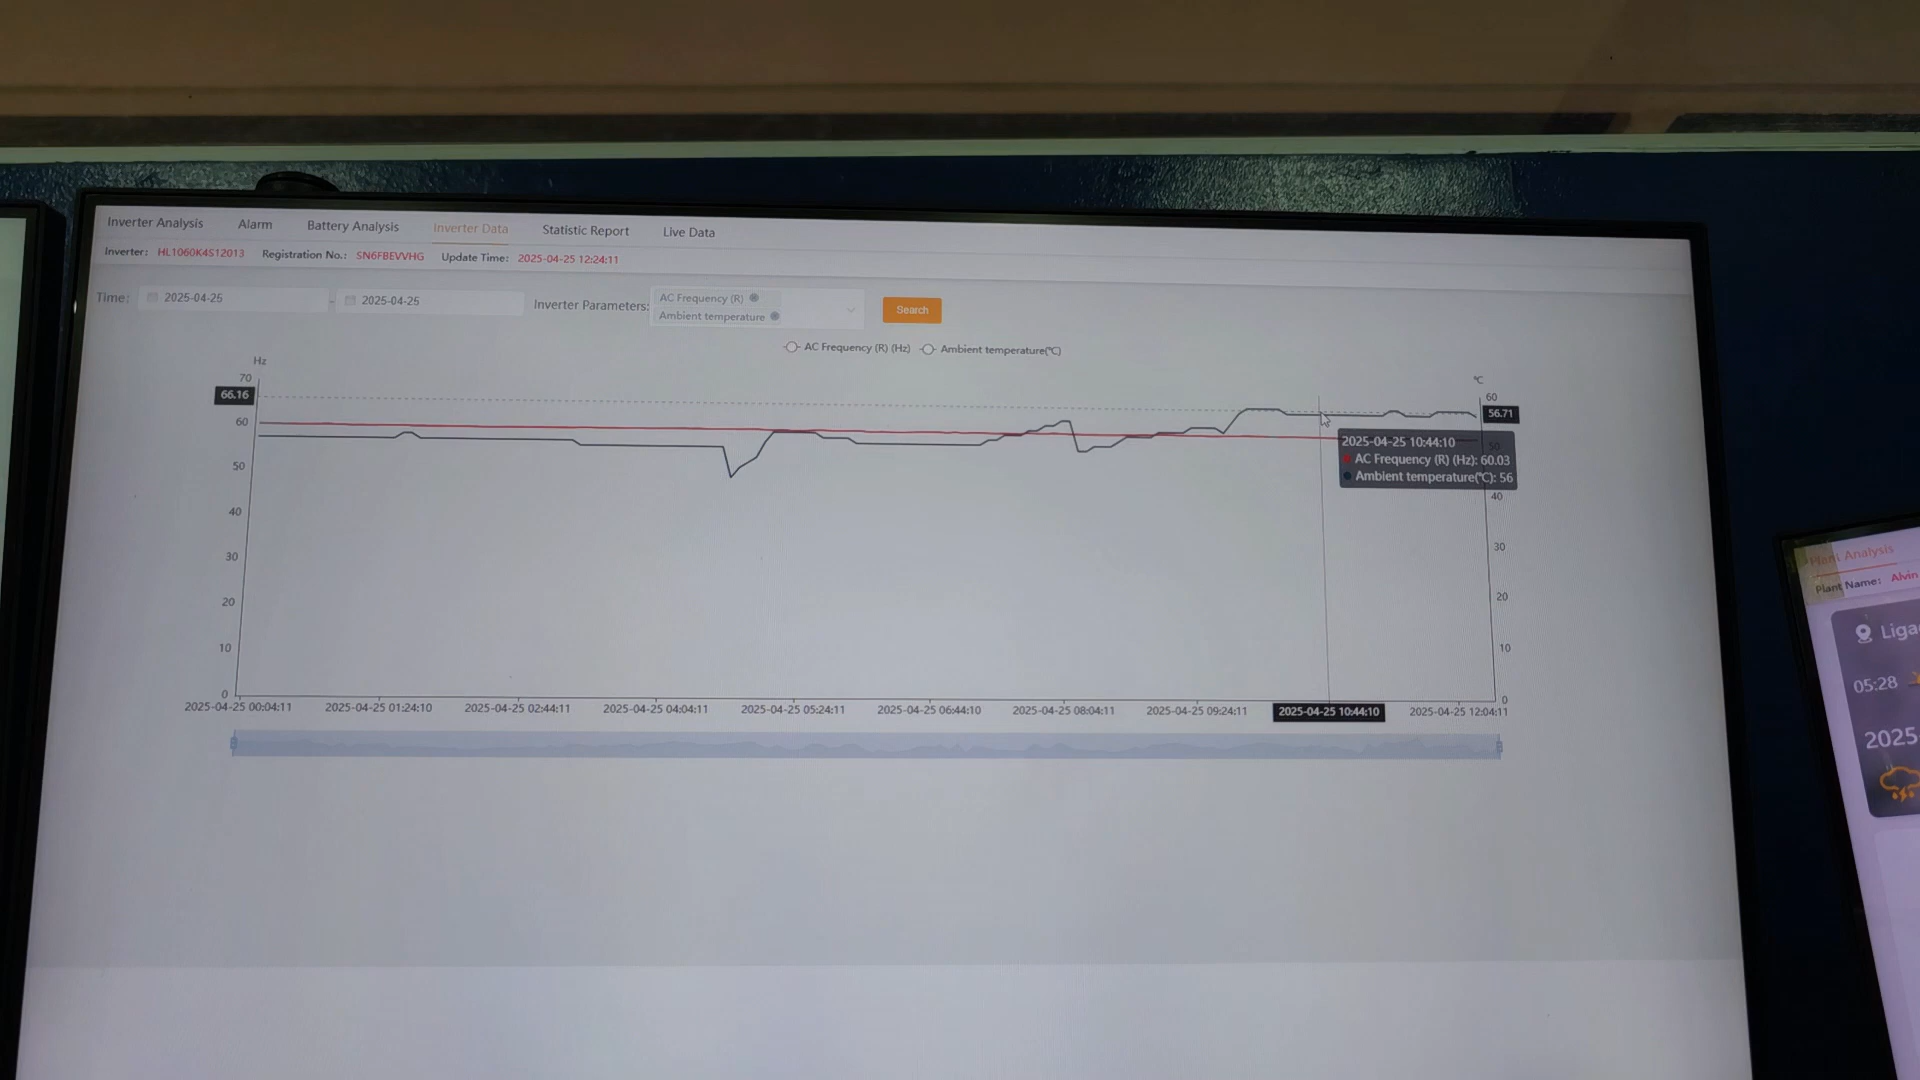 Inverter Analysis Alarm Battery Analysis Inverter Data Statistic Report Live Data
Inverter: HL1060K4S12013 Registration No.: SN6FBEVVHG Update Time: 2025-04-25 12:24:11
Time: 2025-04-25 - 2025-04-25 Inverter Parameters: AC Frequency (R) Search
Ambient temperature
AC Frequency (R) (Hz) Ambient temperature(℃)
Hz
℃
70
66.16
60
50
40
30
20
10
0
60
56.71
50
40
30
20
10
0
2025-04-25 10:44:10
AC Frequency (R) (Hz): 60.03
Ambient temperature(℃): 56
2025-04-25 00:04:11 2025-04-25 01:24:10 2025-04-25 02:44:11 2025-04-25 04:04:11 2025-04-25 05:24:11 2025-04-25 06:44:10 2025-04-25 08:04:11 2025-04-25 09:24:11 2025-04-25 10:44:10 2025-04-25 12:04:11
Plant Analysis
Plant Name: Alvin
05:28